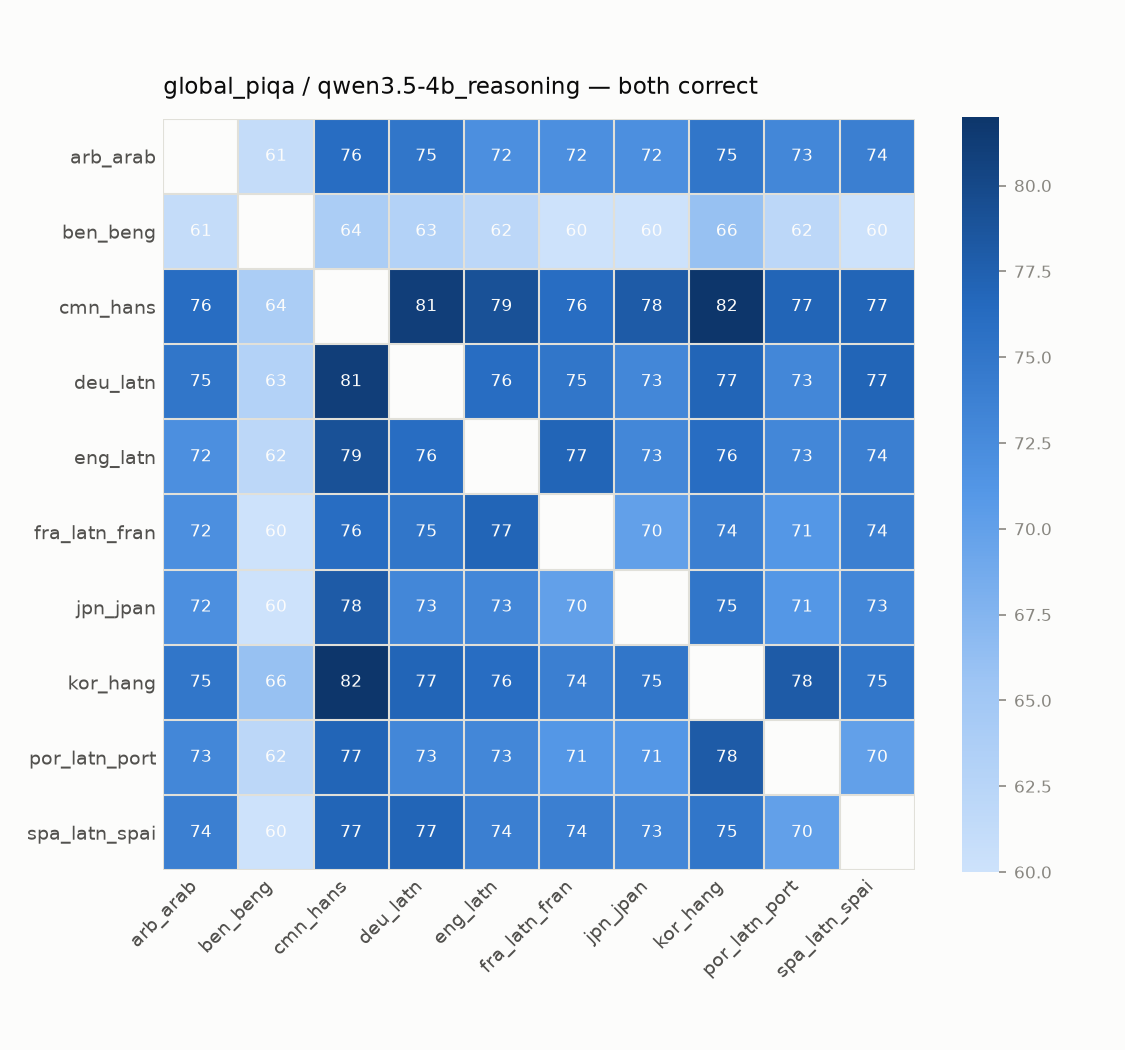 global_piqa / qwen3.5-4b_reasoning — both correct
arb_arab 61 76 75 72 72 72 75 73 74
ben_beng 61 64 63 62 60 60 66 62 60
cmn_hans 76 64 81 79 76 78 82 77 77
deu_latn 75 63 81 76 75 73 77 73 77
eng_latn 72 62 79 76 77 73 76 73 74
fra_latn_fran 72 60 76 75 77 70 74 71 74
jpn_jpan 72 60 78 73 73 70 75 71 73
kor_hang 75 66 82 77 76 74 75 78 75
por_latn_port 73 62 77 73 73 71 71 78 70
spa_latn_spai 74 60 77 77 74 74 73 75 70
arb_arab ben_beng cmn_hans deu_latn eng_latn fra_latn_fran jpn_jpan kor_hang por_latn_port spa_latn_spai
80.0
77.5
75.0
72.5
70.0
67.5
65.0
62.5
60.0